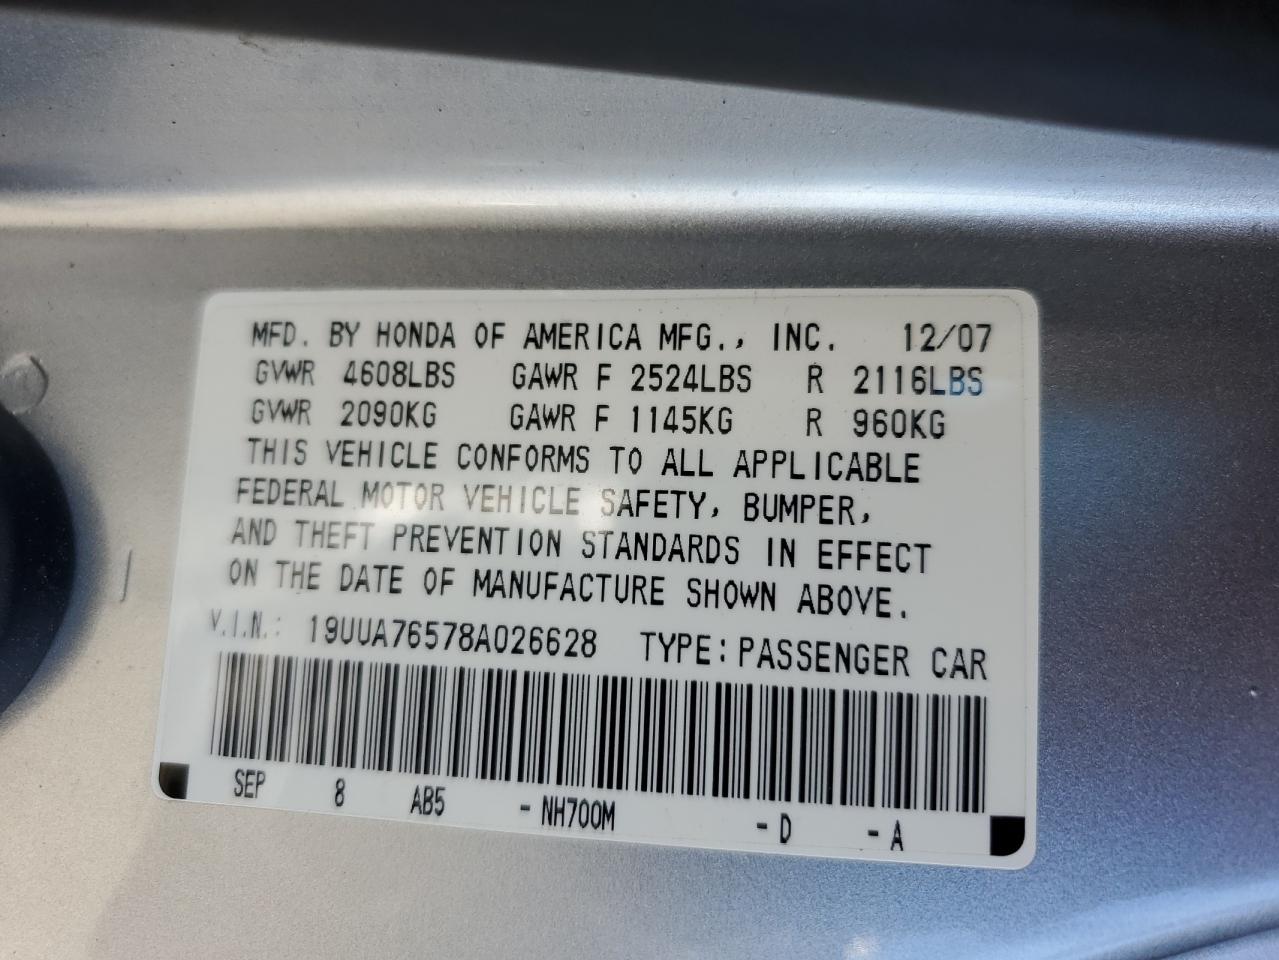 MFD. BY HONDA OF AMERICA MFG., INC. 12/07
GVWR 4608LBS GAWR F 2524LBS R 2116LBS
GVWR 2090KG GAWR F 1145KG R 960KG
THIS VEHICLE CONFORMS TO ALL APPLICABLE
FEDERAL MOTOR VEHICLE SAFETY, BUMPER,
AND THEFT PREVENTION STANDARDS IN EFFECT
ON THE DATE OF MANUFACTURE SHOWN ABOVE.
V.I.N.: 19UUA76578A026628 TYPE: PASSENGER CAR
SEP 8 AB5 - NH700M - D - A